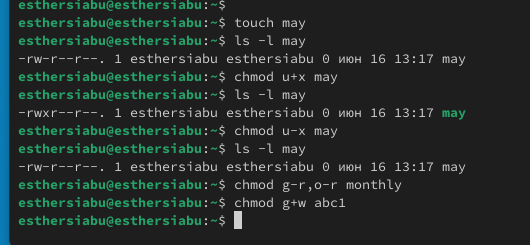 esthersiabu@esthersiabu:~$
esthersiabu@esthersiabu:~$ touch may
esthersiabu@esthersiabu:~$ ls -l may
-rw-r--r--. 1 esthersiabu esthersiabu 0 июн 16 13:17 may
esthersiabu@esthersiabu:~$ chmod u+x may
esthersiabu@esthersiabu:~$ ls -l may
-rwxr--r--. 1 esthersiabu esthersiabu 0 июн 16 13:17 may
esthersiabu@esthersiabu:~$ chmod u-x may
esthersiabu@esthersiabu:~$ ls -l may
-rw-r--r--. 1 esthersiabu esthersiabu 0 июн 16 13:17 may
esthersiabu@esthersiabu:~$ chmod g-r,o-r monthly
esthersiabu@esthersiabu:~$ chmod g+w abc1
esthersiabu@esthersiabu:~$